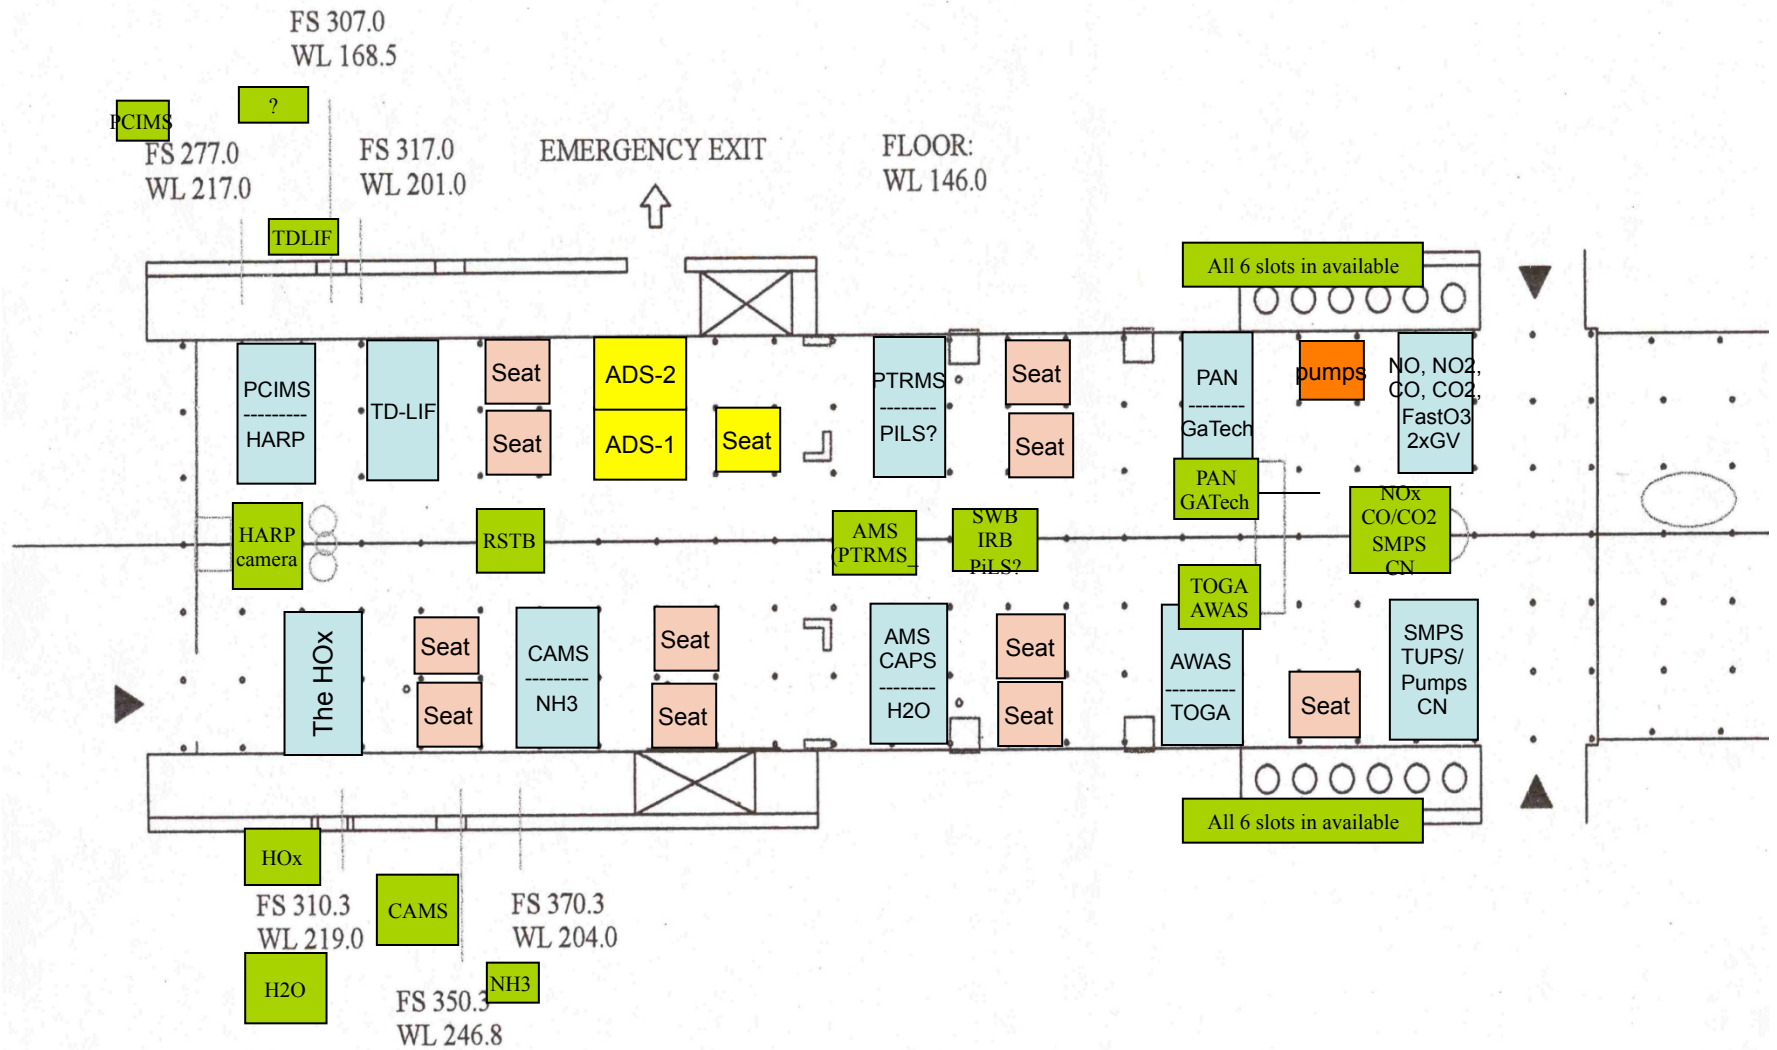 FS 307.0
WL 168.5
?
PCIMS
FS 277.0
WL 217.0
FS 317.0
WL 201.0
EMERGENCY EXIT
FLOOR:
WL 146.0
TDLIF
All 6 slots in available
PCIMS
---------
HARP
TD-LIF
Seat
Seat
ADS-2
ADS-1
Seat
PTRMS
--------
PILS?
Seat
Seat
PAN
--------
GaTech
pumps
NO, NO2,
CO, CO2,
FastO3
2xGV
PAN
GATech
HARP
camera
RSTB
AMS
(PTRMS_
SWB
IRB
PiLS?
NOx
CO/CO2
SMPS
CN
TOGA
AWAS
The HOx
Seat
Seat
CAMS
---------
NH3
Seat
Seat
AMS
CAPS
--------
H2O
Seat
Seat
AWAS
----------
TOGA
Seat
SMPS
TUPS/
Pumps
CN
All 6 slots in available
HOx
FS 310.3
WL 219.0
CAMS
FS 370.3
WL 204.0
H2O
NH3
FS 350.3
WL 246.8